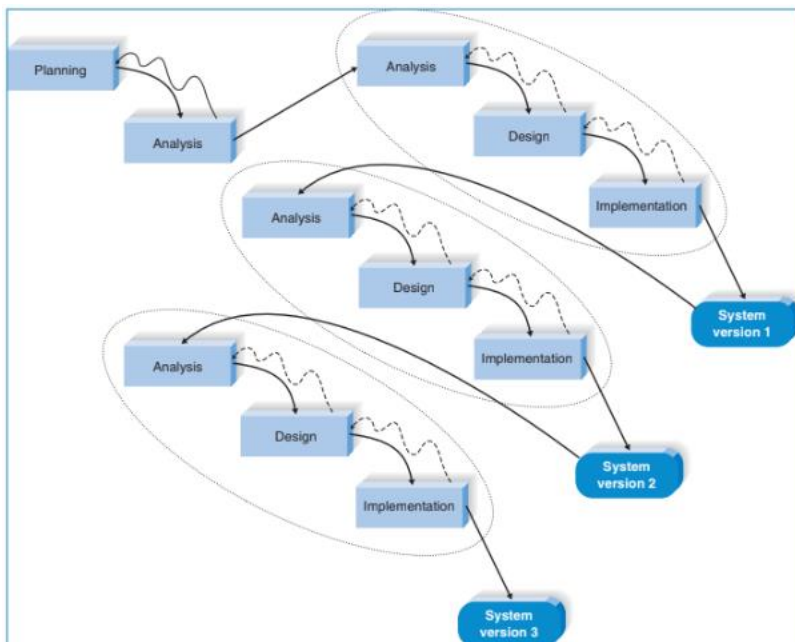 Planning
Analysis
Analysis
Design
Implementation
System
version 1
Analysis
Design
Implementation
System
version 2
Analysis
Design
Implementation
System
version 3